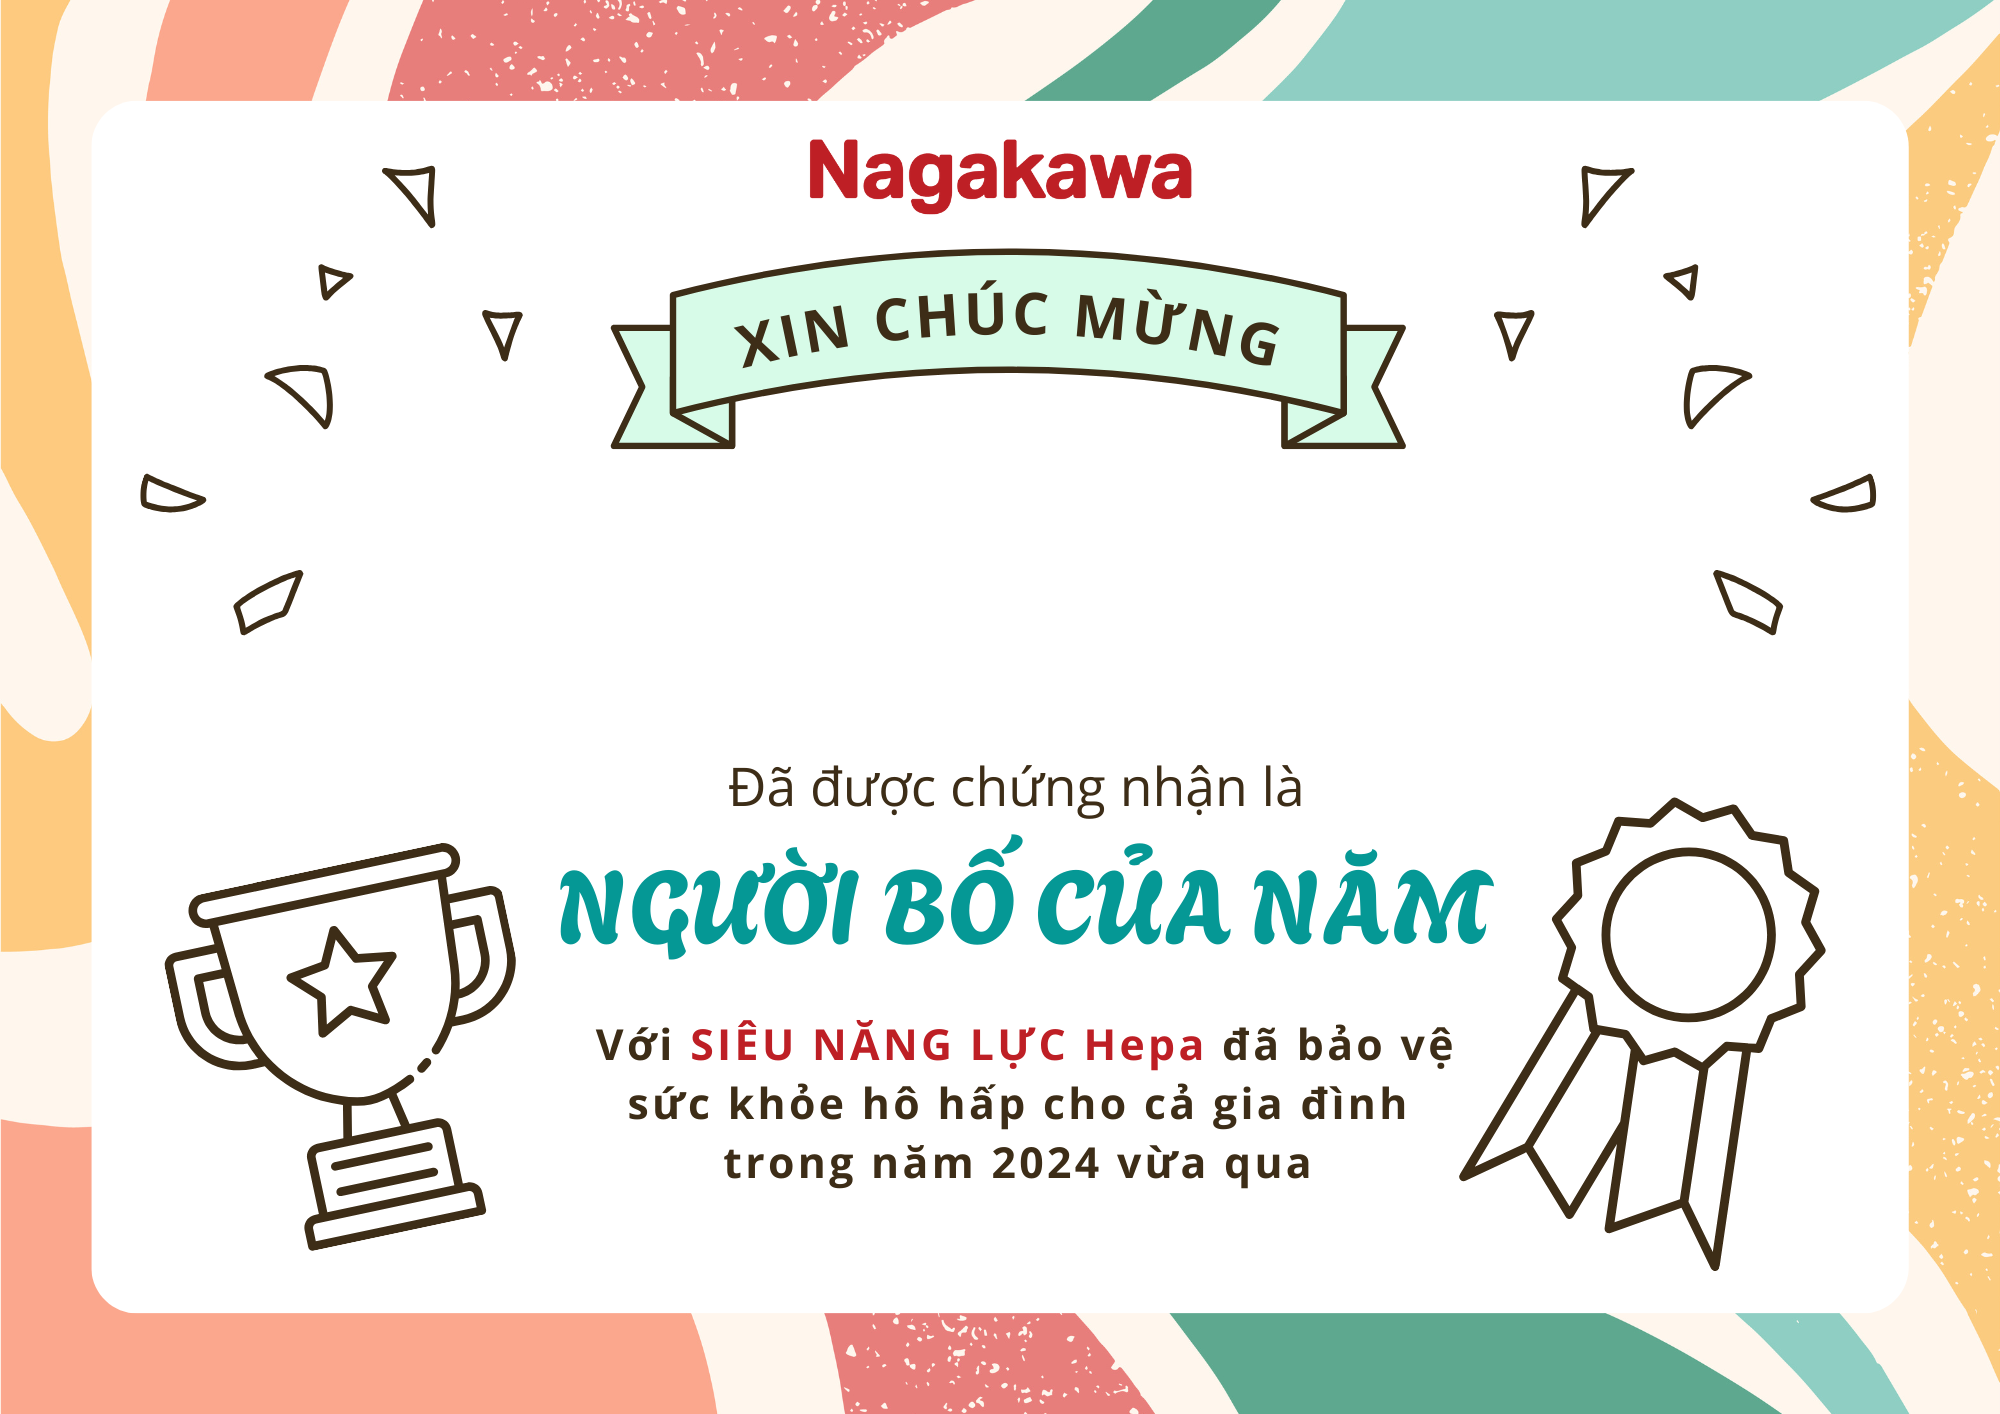 Nagakawa
XIN CHÚC MỪNG
Đã được chứng nhận là
NGƯỜI BỐ CỦA NĂM
Với SIÊU NĂNG LỰC Hepa đã bảo vệ
sức khỏe hô hấp cho cả gia đình
trong năm 2024 vừa qua